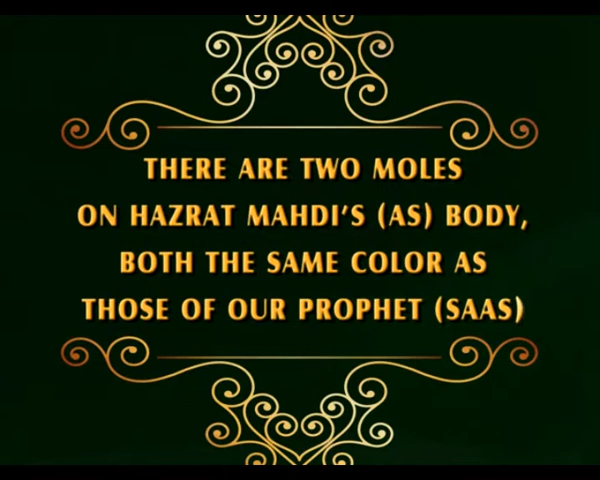 THERE ARE TWO MOLES
ON HAZRAT MAHDI'S (AS) BODY,
BOTH THE SAME COLOR AS
THOSE OF OUR PROPHET (SAAS)